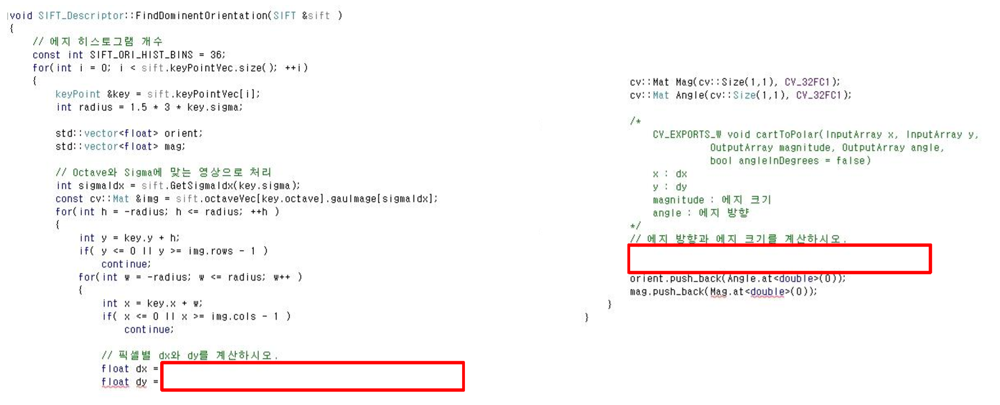 void SIFT_Descriptor::FindDominentOrientation(SIFT &sift )
{
// 에지 히스토그램 개수
const int SIFT_ORI_HIST_BINS = 36;
for(int i = 0; i < sift.keyPointVec.size(); ++i)
{
keyPoint &key = sift.keyPointVec[i];
int radius = 1.5 * 3 * key.sigma;
std::vector<float> orient;
std::vector<float> mag;
// Octave와 Sigma에 맞는 영상으로 처리
int sigmaIdx = sift.GetSigmaIdx(key.sigma);
const cv::Mat &img = sift.octaveVec[key.octave].gauImage[sigmaIdx];
for(int h = -radius; h <= radius; ++h )
{
int y = key.y + h;
if( y <= 0 || y >= img.rows - 1 )
continue;
for(int w = -radius; w <= radius; w++ )
{
int x = key.x + w;
if( x <= 0 || x >= img.cols - 1 )
continue;
// 픽셀별 dx와 dy를 계산하시오.
float dx =
float dy =
cv::Mat Mag(cv::Size(1,1), CV_32FC1);
cv::Mat Angle(cv::Size(1,1), CV_32FC1);
/*
CV_EXPORTS_W void cartToPolar(InputArray x, InputArray y,
OutputArray magnitude, OutputArray angle,
bool angleInDegrees = false)
x : dx
y : dy
magnitude : 에지 크기
angle : 에지 방향
*/
// 에지 방향과 에지 크기를 계산하시오.
orient.push_back(Angle.at<double>(0));
mag.push_back(Mag.at<double>(0));
}
}